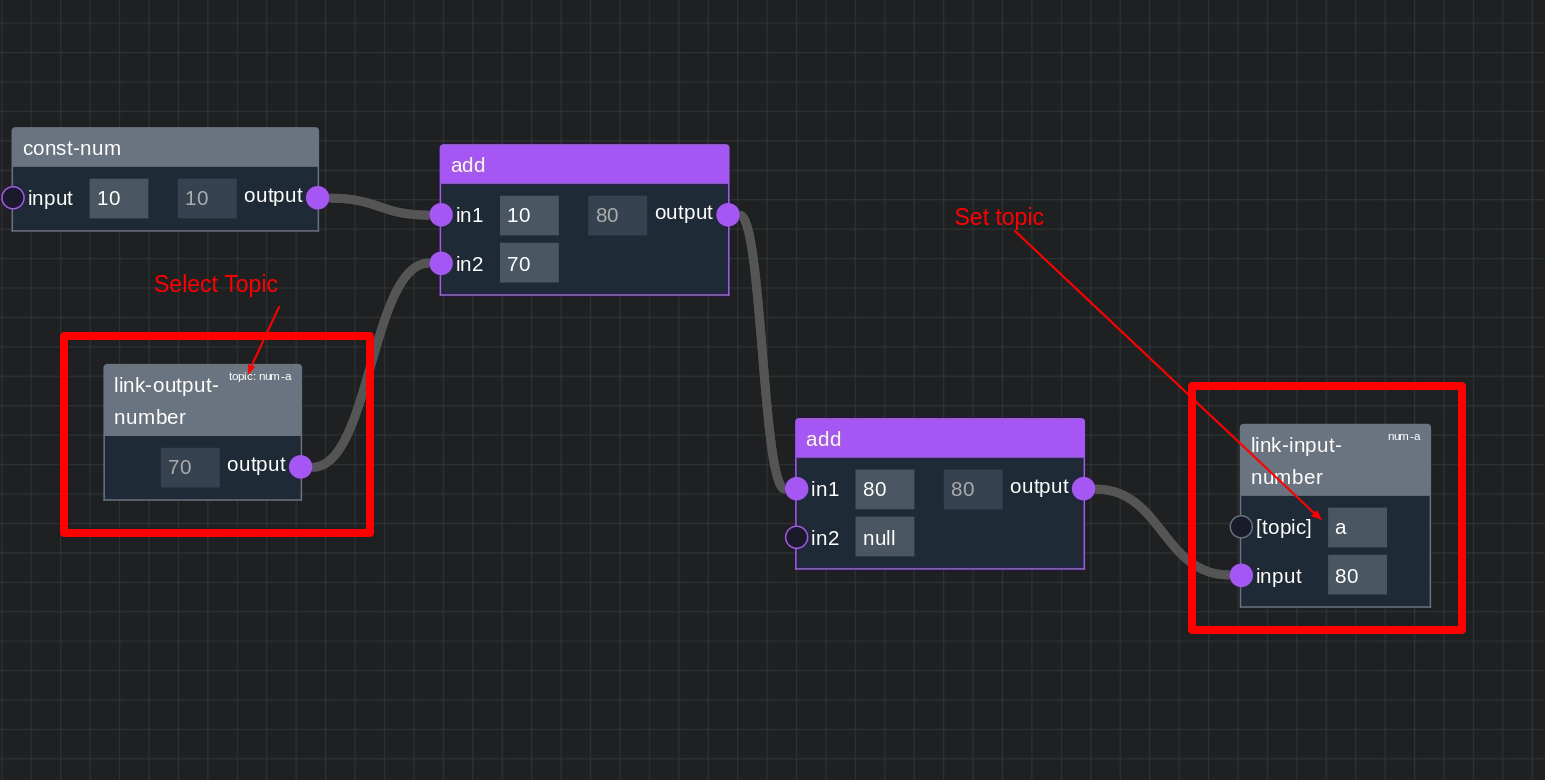 const-num
input 10 10 output
add
in1 10 80 output
in2 70
Select Topic
Set topic
link-output-
number
topic: num-a
70 output
add
in1 80 80 output
in2 null
link-input-
number
num-a
[topic] a
input 80